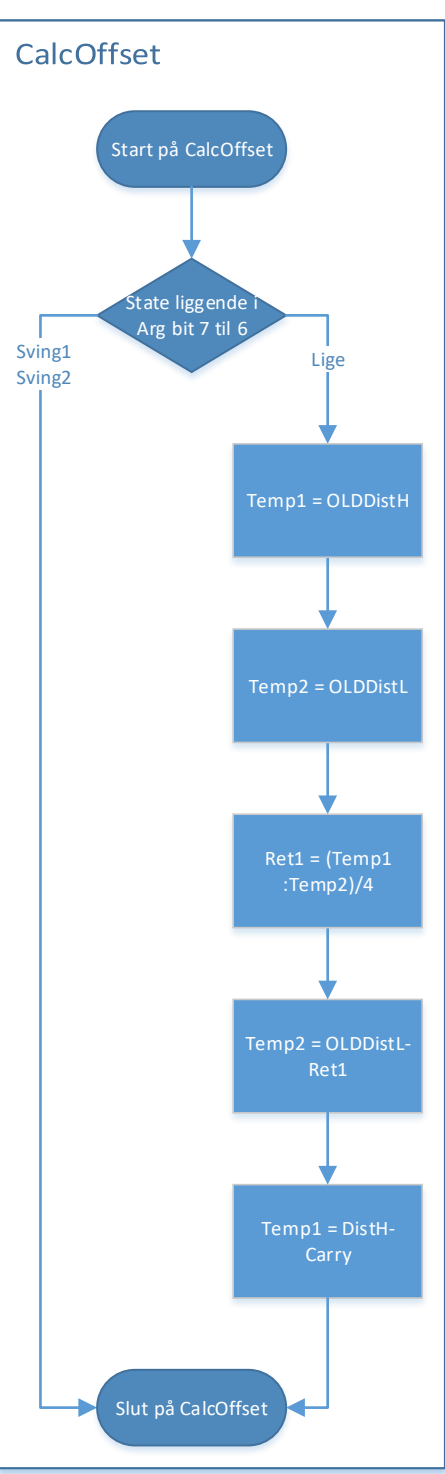 CalcOffset
Start på CalcOffset
State liggende i
Arg bit 7 til 6
Sving1
Sving2
Lige
Temp1 = OLDDistH
Temp2 = OLDDistL
Ret1 = (Temp1
:Temp2)/4
Temp2 = OLDDistL-
Ret1
Temp1 = DistH-
Carry
Slut på CalcOffset